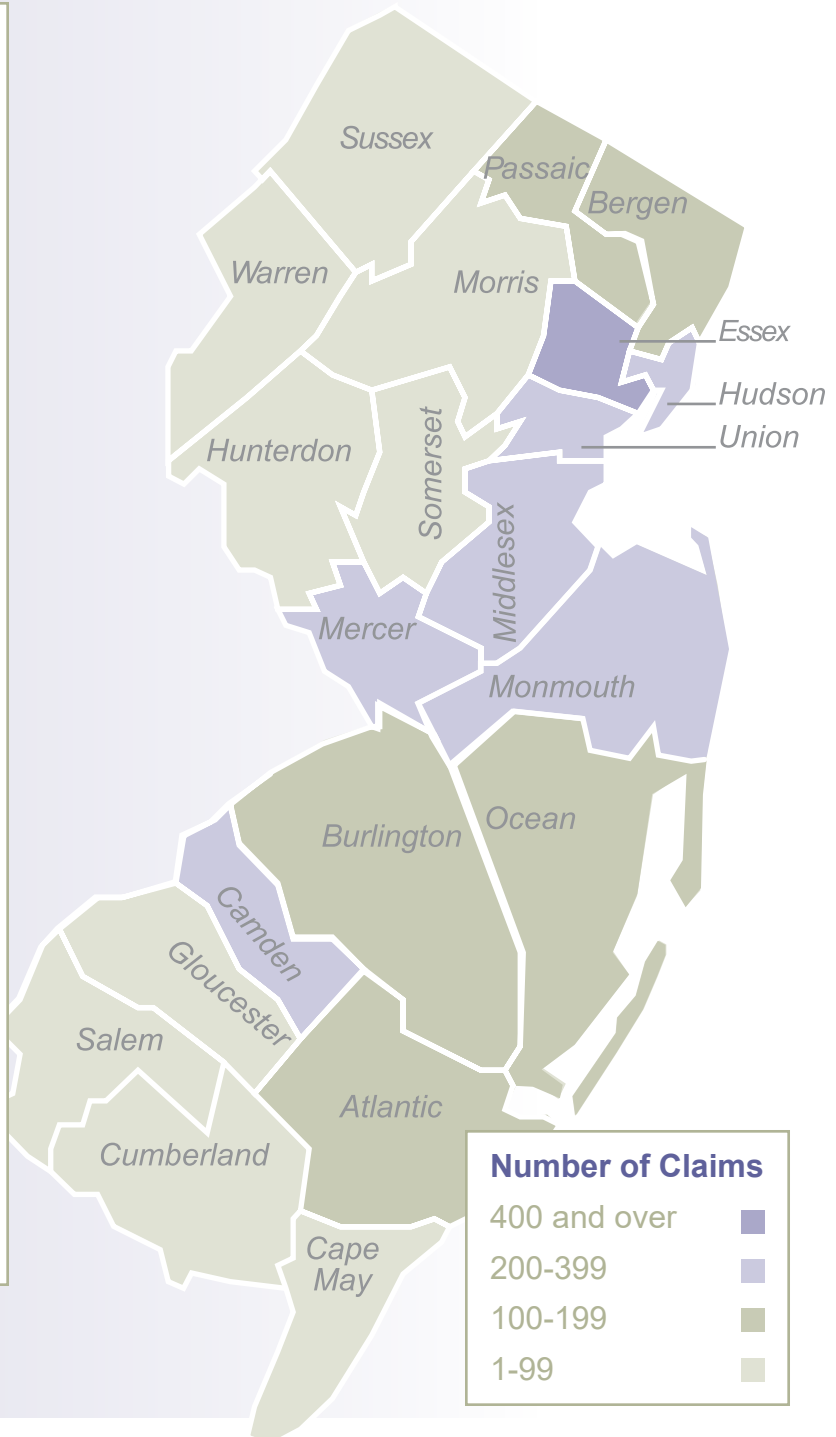 Sussex
Passaic
Bergen
Warren
Morris
Essex
Hudson
Union
Hunterdon
Somerset
Middlesex
Mercer
Monmouth
Ocean
Burlington
Camden
Gloucester
Salem
Atlantic
Cumberland
Cape
May
Number of Claims
400 and over
200-399
100-199
1-99